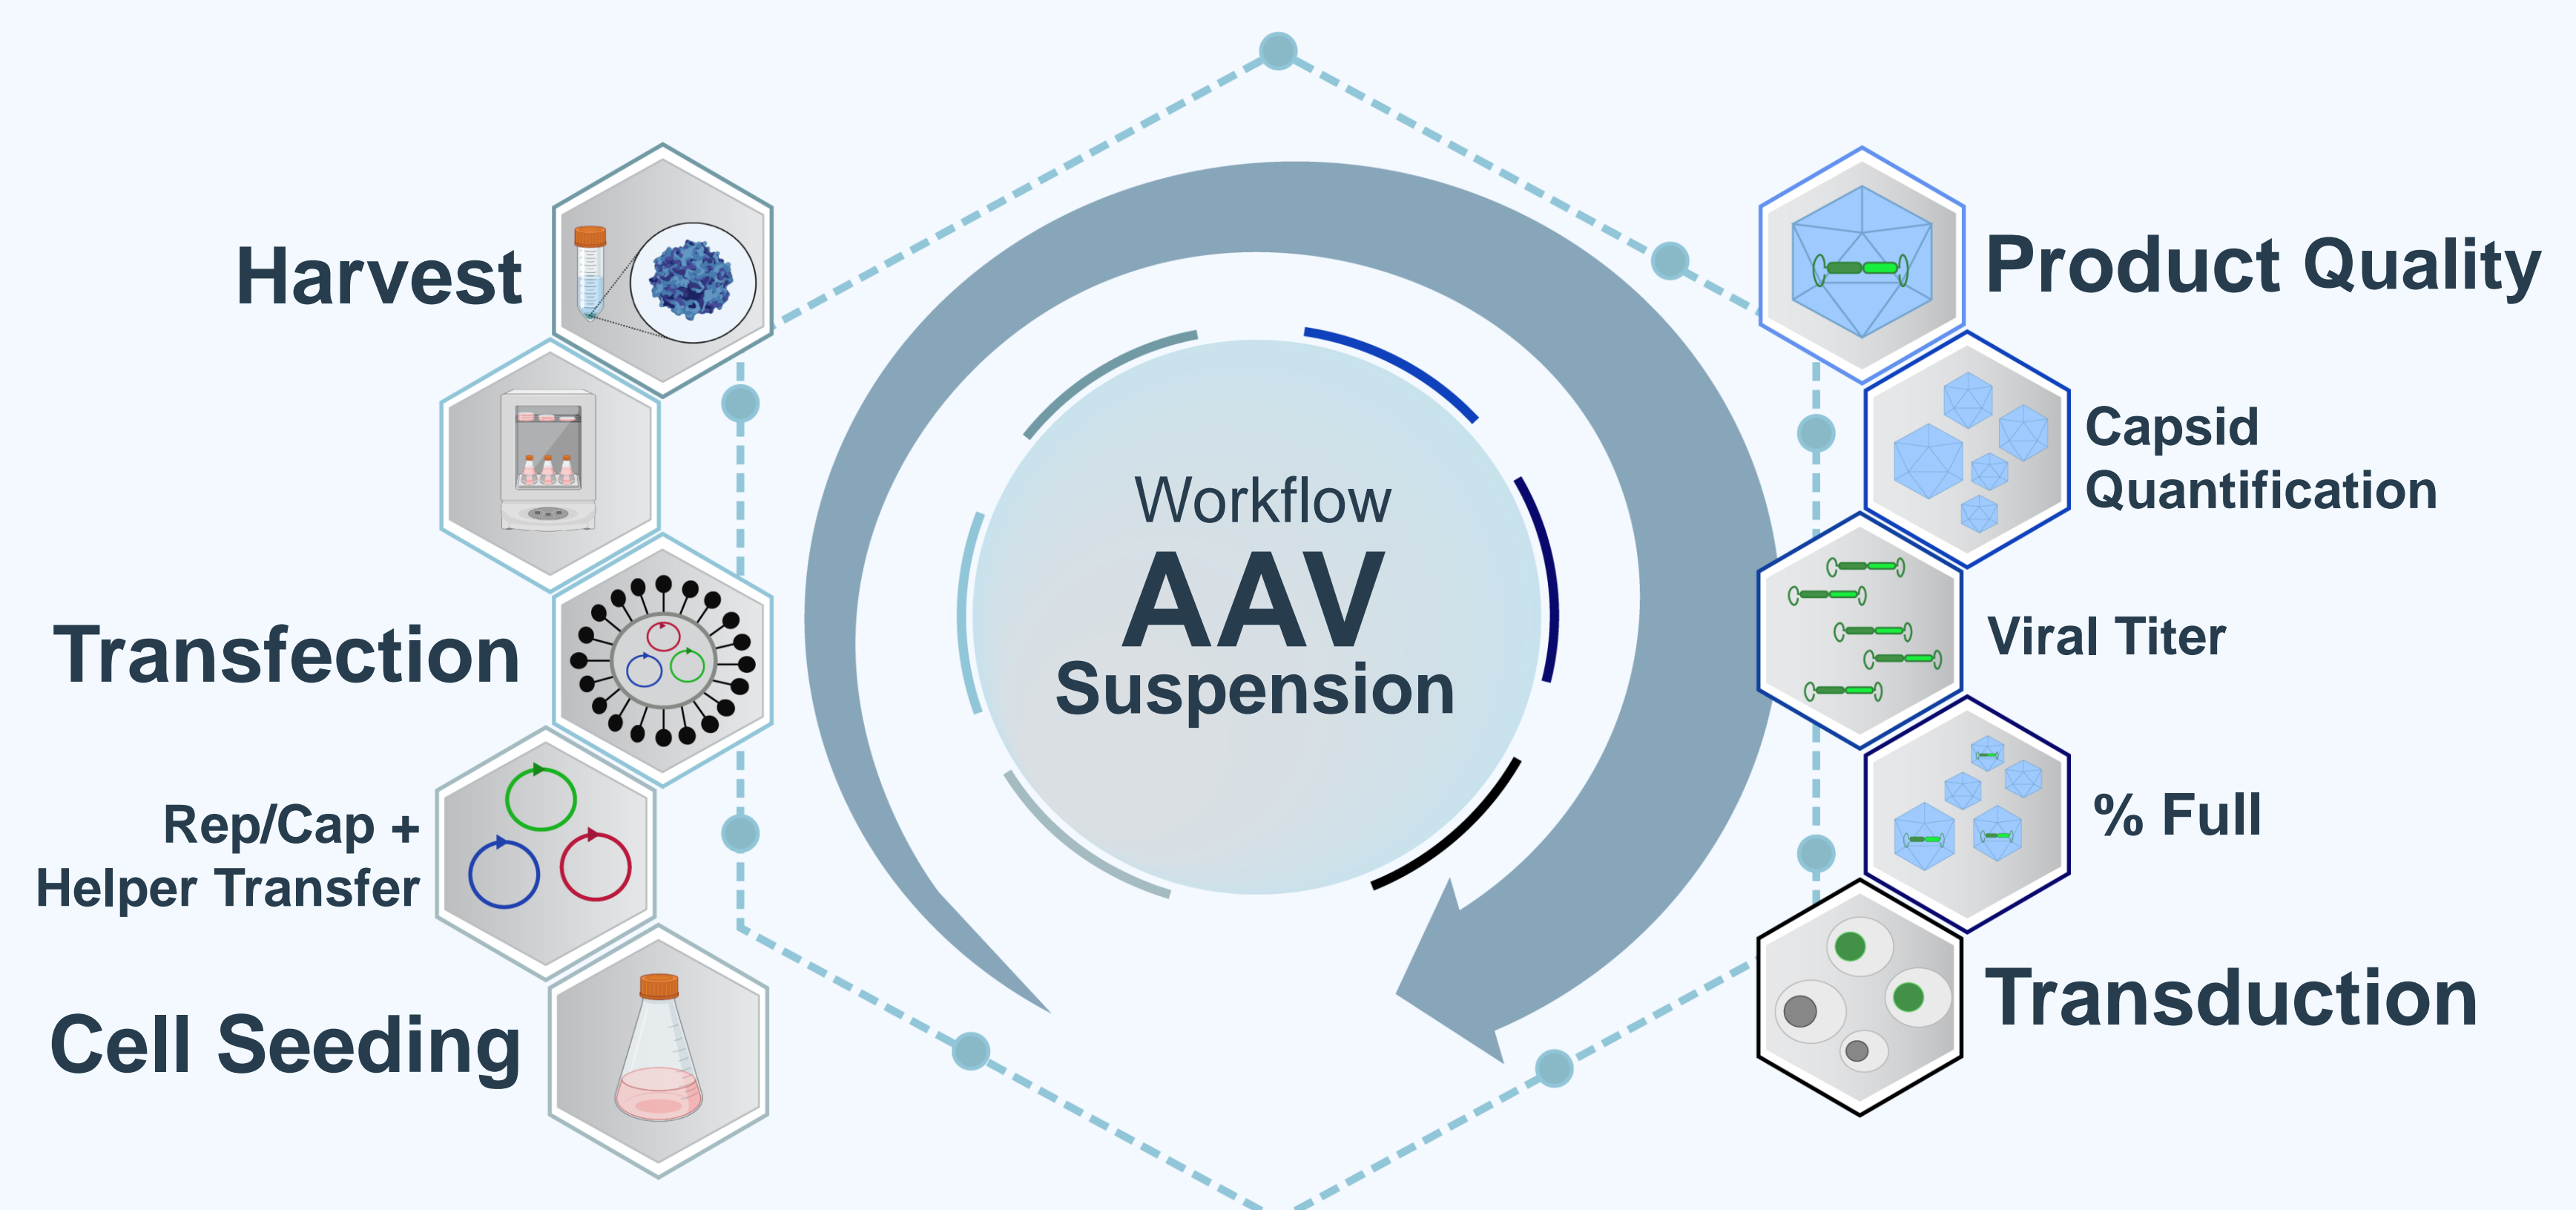 Harvest
Transfection
Rep/Cap +
Helper Transfer
Cell Seeding
Workflow
AAV
Suspension
Product Quality
Capsid
Quantification
Viral Titer
% Full
Transduction